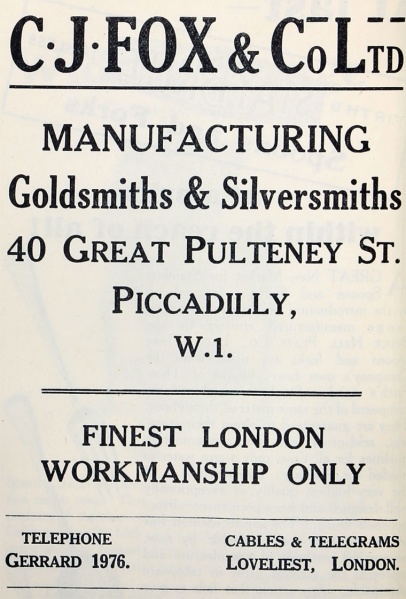 C·J·FOX & Co LTD
MANUFACTURING
Goldsmiths & Silversmiths
40 GREAT PULTENEY ST.
PICCADILLY,
W.1.
FINEST LONDON
WORKMANSHIP ONLY
TELEPHONE
GERRARD 1976.
CABLES & TELEGRAMS
LOVELIEST, LONDON.